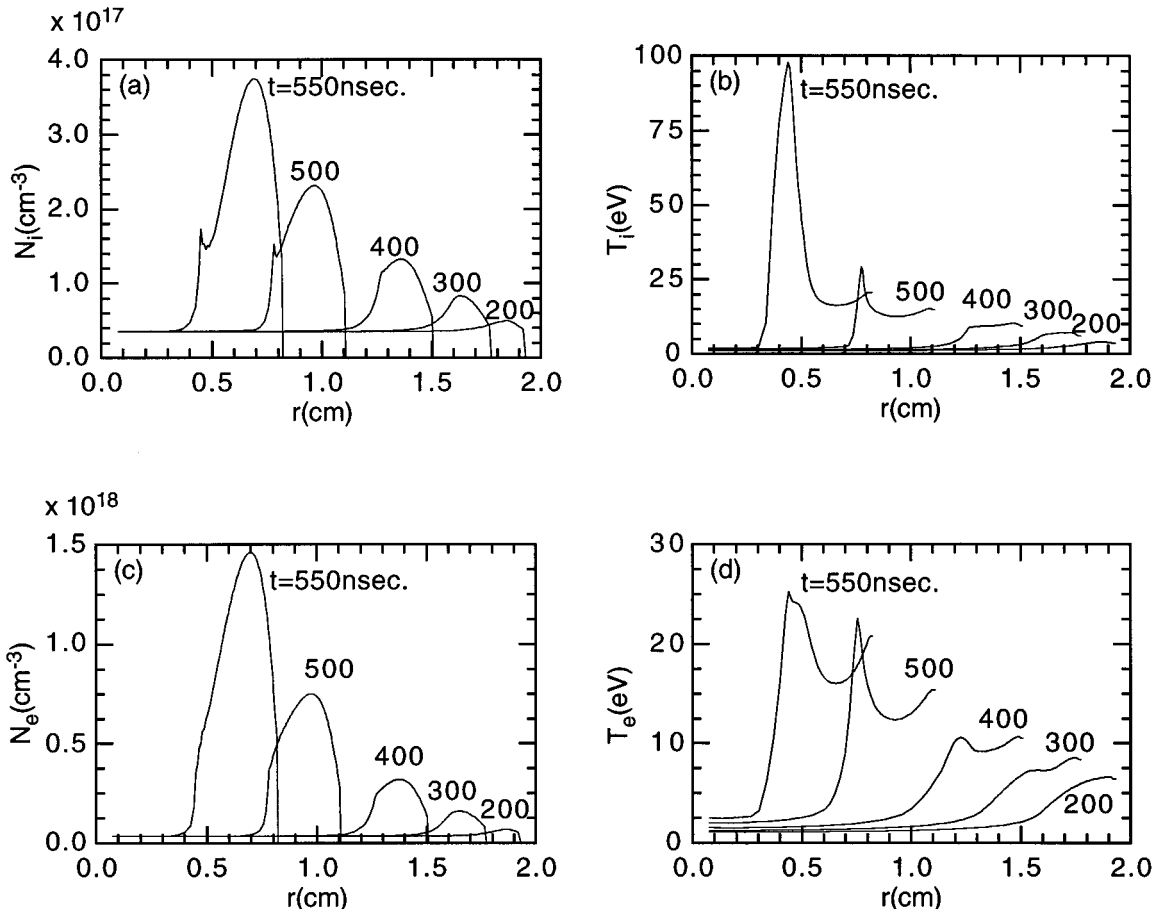 x 10^17
(a)
t=550nsec.
500
400
300
200
4.0
3.0
2.0
1.0
0.0
N_i(cm^-3)
0.0 0.5 1.0 1.5 2.0
r(cm)
(b)
t=550nsec.
500
400
300
200
100
75
50
25
0
T_i(eV)
0.0 0.5 1.0 1.5 2.0
r(cm)
x 10^18
(c)
t=550nsec.
500
400
300
200
1.5
1.0
0.5
0.0
N_e(cm^-3)
0.0 0.5 1.0 1.5 2.0
r(cm)
(d)
t=550nsec.
500
400
300
200
30
20
10
0
T_e(eV)
0.0 0.5 1.0 1.5 2.0
r(cm)